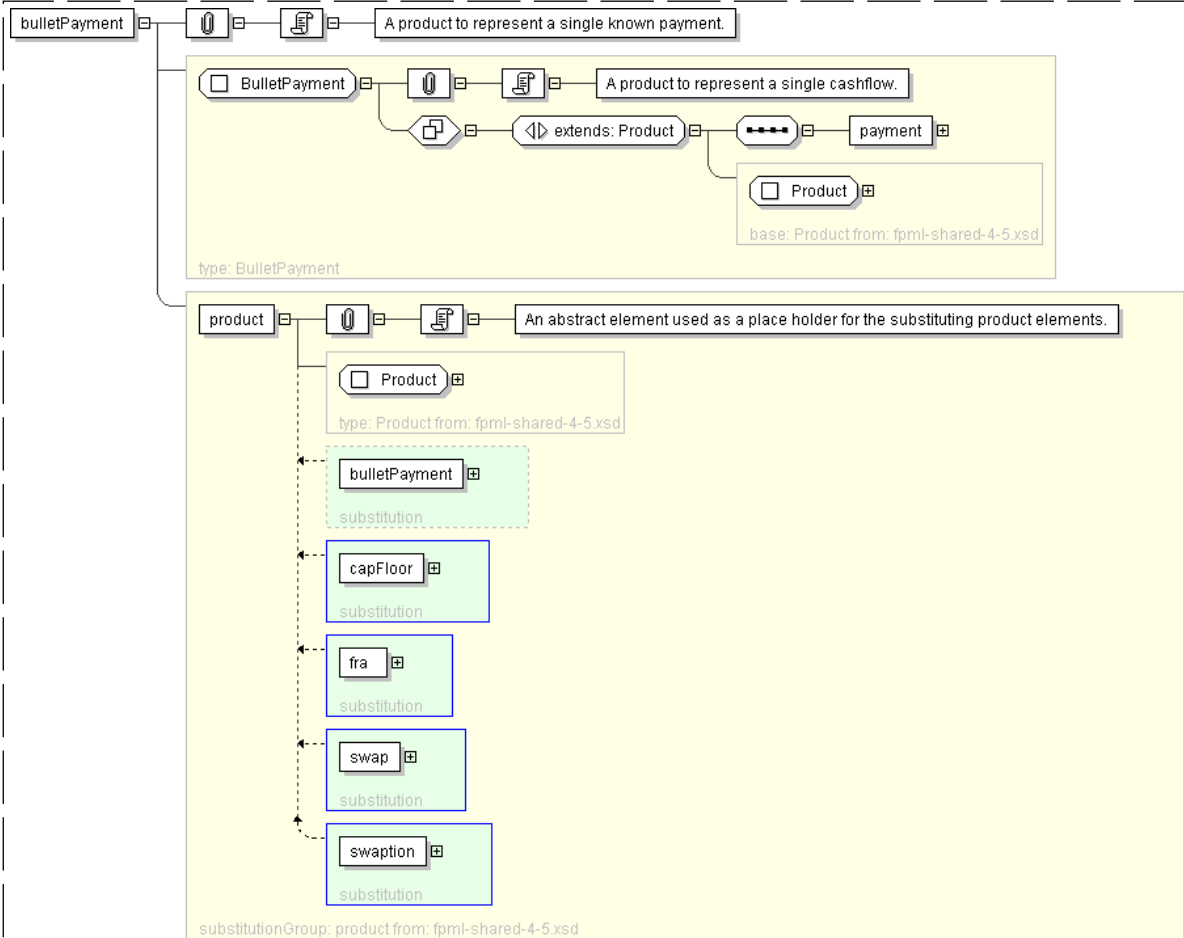 bulletPayment A product to represent a single known payment.
BulletPayment A product to represent a single cashflow.
extends: Product payment
Product
base: Product from: fpml-shared-4-5.xsd
type: BulletPayment
product An abstract element used as a place holder for the substituting product elements.
Product
type: Product from: fpml-shared-4-5.xsd
bulletPayment
substitution
capFloor
substitution
fra
substitution
swap
substitution
swaption
substitution
substitutionGroup: product from: fpml-shared-4-5.xsd